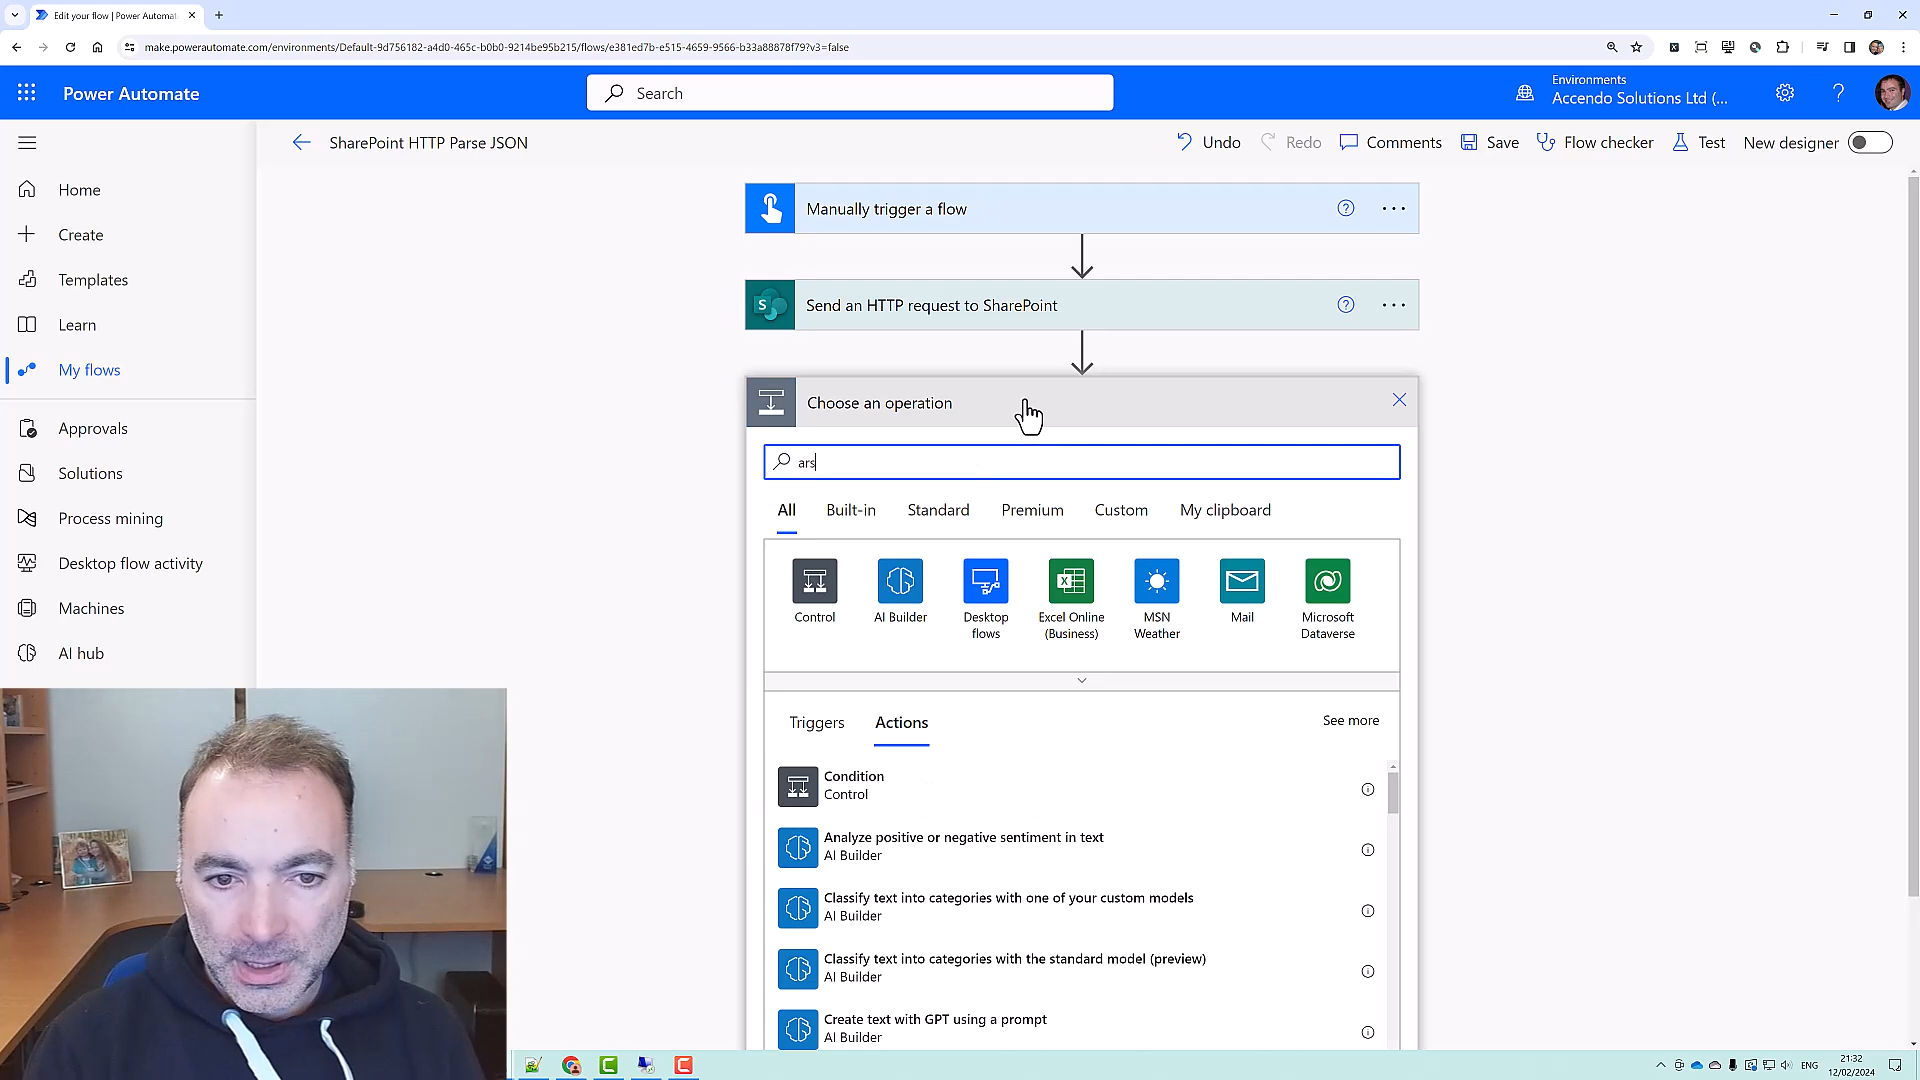 Edit your flow | Power Automat
make.powerautomate.com/environments/Default-9d756182-a4d0-465c-b0b0-9214be95b215/flows/e381ed7b-e515-4659-9566-b33a88878f79?v3=false
Power Automate
Search
Environments
Accendo Solutions Ltd (...
SharePoint HTTP Parse JSON
Undo
Redo
Comments
Save
Flow checker
Test
New designer
Home
Create
Templates
Learn
My flows
Approvals
Solutions
Process mining
Desktop flow activity
Machines
AI hub
Manually trigger a flow
Send an HTTP request to SharePoint
Choose an operation
ars
All
Built-in
Standard
Premium
Custom
My clipboard
Control
AI Builder
Desktop
flows
Excel Online
(Business)
MSN
Weather
Mail
Microsoft
Dataverse
Triggers
Actions
See more
Condition
Control
Analyze positive or negative sentiment in text
AI Builder
Classify text into categories with one of your custom models
AI Builder
Classify text into categories with the standard model (preview)
AI Builder
Create text with GPT using a prompt
AI Builder
ENG
21:32
12/02/2024